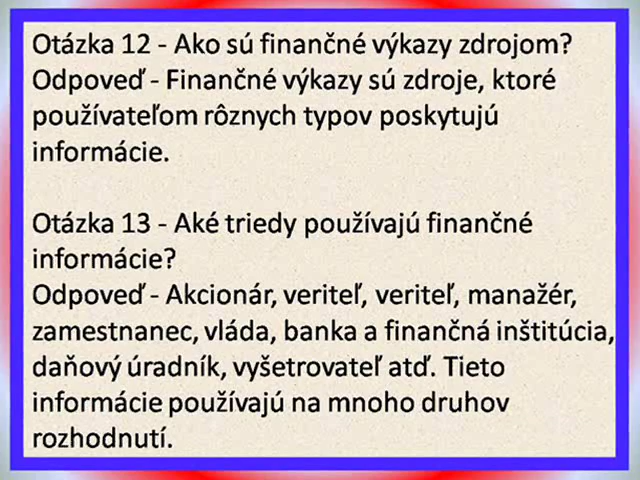 Otázka 12 - Ako sú finančné výkazy zdrojom?
Odpoveď - Finančné výkazy sú zdroje, ktoré
používateľom rôznych typov poskytujú
informácie.
Otázka 13 - Aké triedy používajú finančné
informácie?
Odpoveď - Akcionár, veriteľ, veriteľ, manažér,
zamestnanec, vláda, banka a finančná inštitúcia,
daňový úradník, vyšetrovateľ atď. Tieto
informácie používajú na mnoho druhov
rozhodnutí.